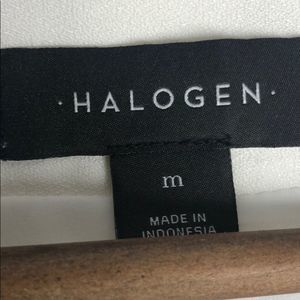 · HALOGEN ·
m
MADE IN
INDONESIA